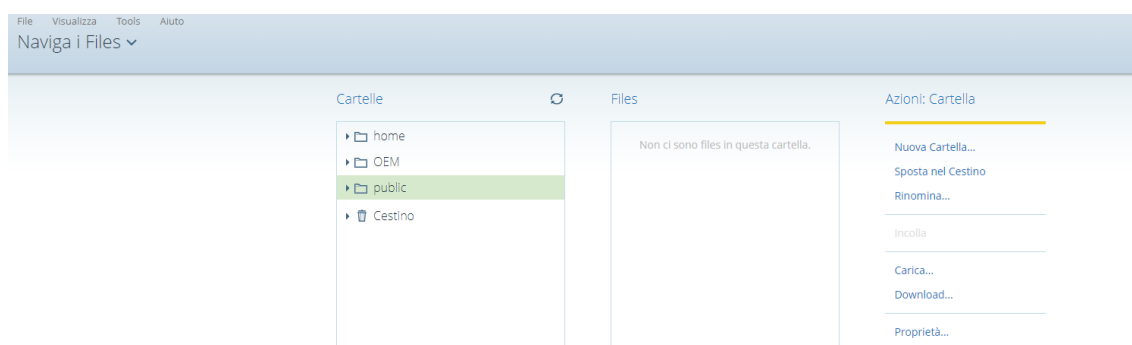 File Visualizza Tools Aiuto
Naviga i Files
Cartelle
home
OEM
public
Cestino
Files
Non ci sono files in questa cartella.
Azioni: Cartella
Nuova Cartella...
Sposta nel Cestino
Rinomina...
Incolla
Carica...
Download...
Proprietà...